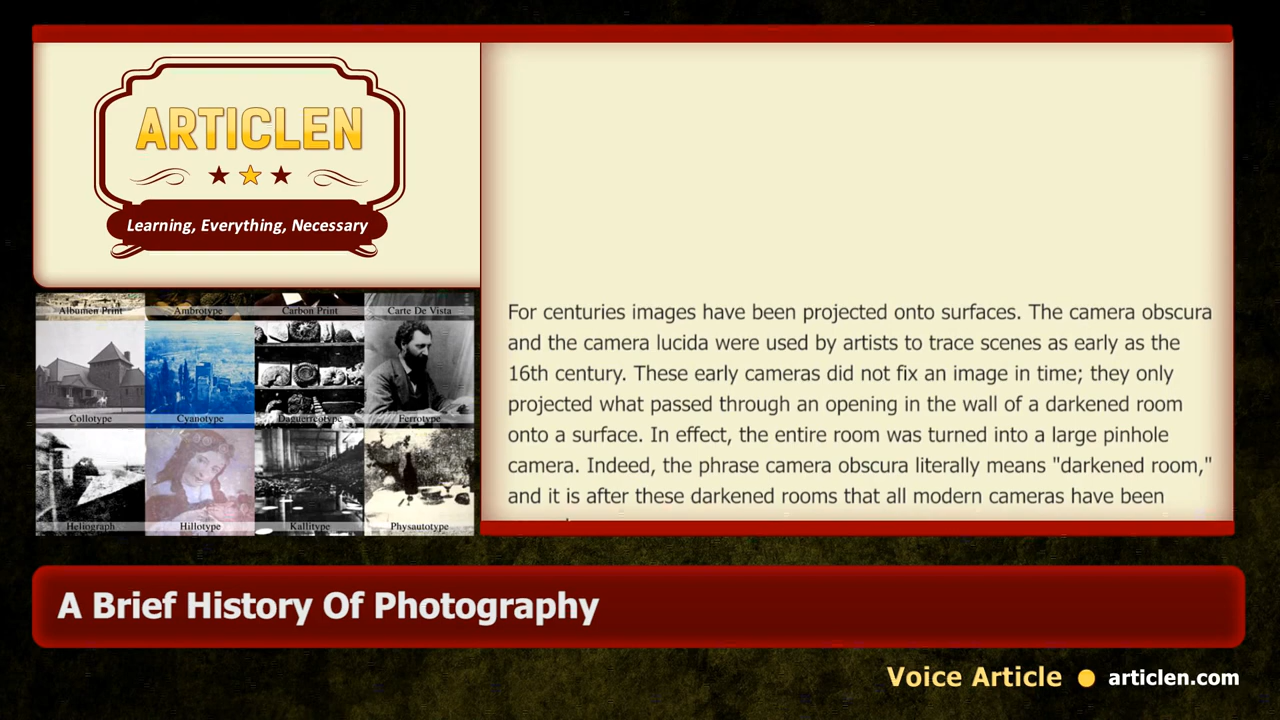 ARTICLEN
Learning, Everything, Necessary
Albumen Print Ambrotype Carbon Print Carte De Vista
Collotype Cyanotype Daguerreotype Ferrotype
Heliograph Hillotype Kallitype Physautotype
For centuries images have been projected onto surfaces. The camera obscura
and the camera lucida were used by artists to trace scenes as early as the
16th century. These early cameras did not fix an image in time; they only
projected what passed through an opening in the wall of a darkened room
onto a surface. In effect, the entire room was turned into a large pinhole
camera. Indeed, the phrase camera obscura literally means "darkened room,"
and it is after these darkened rooms that all modern cameras have been
A Brief History Of Photography
Voice Article ● articlen.com